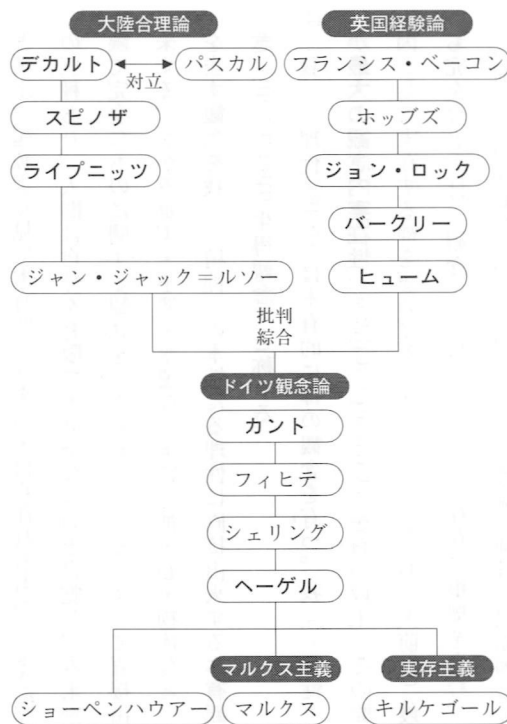 大陸合理論
英国経験論
デカルト
対立
パスカル
フランシス・ベーコン
スピノザ
ホッブズ
ライプニッツ
ジョン・ロック
バークリー
ジャン・ジャック=ルソー
ヒューム
批判
綜合
ドイツ観念論
カント
フィヒテ
シェリング
ヘーゲル
マルクス主義
実存主義
ショーペンハウアー
マルクス
キルケゴール